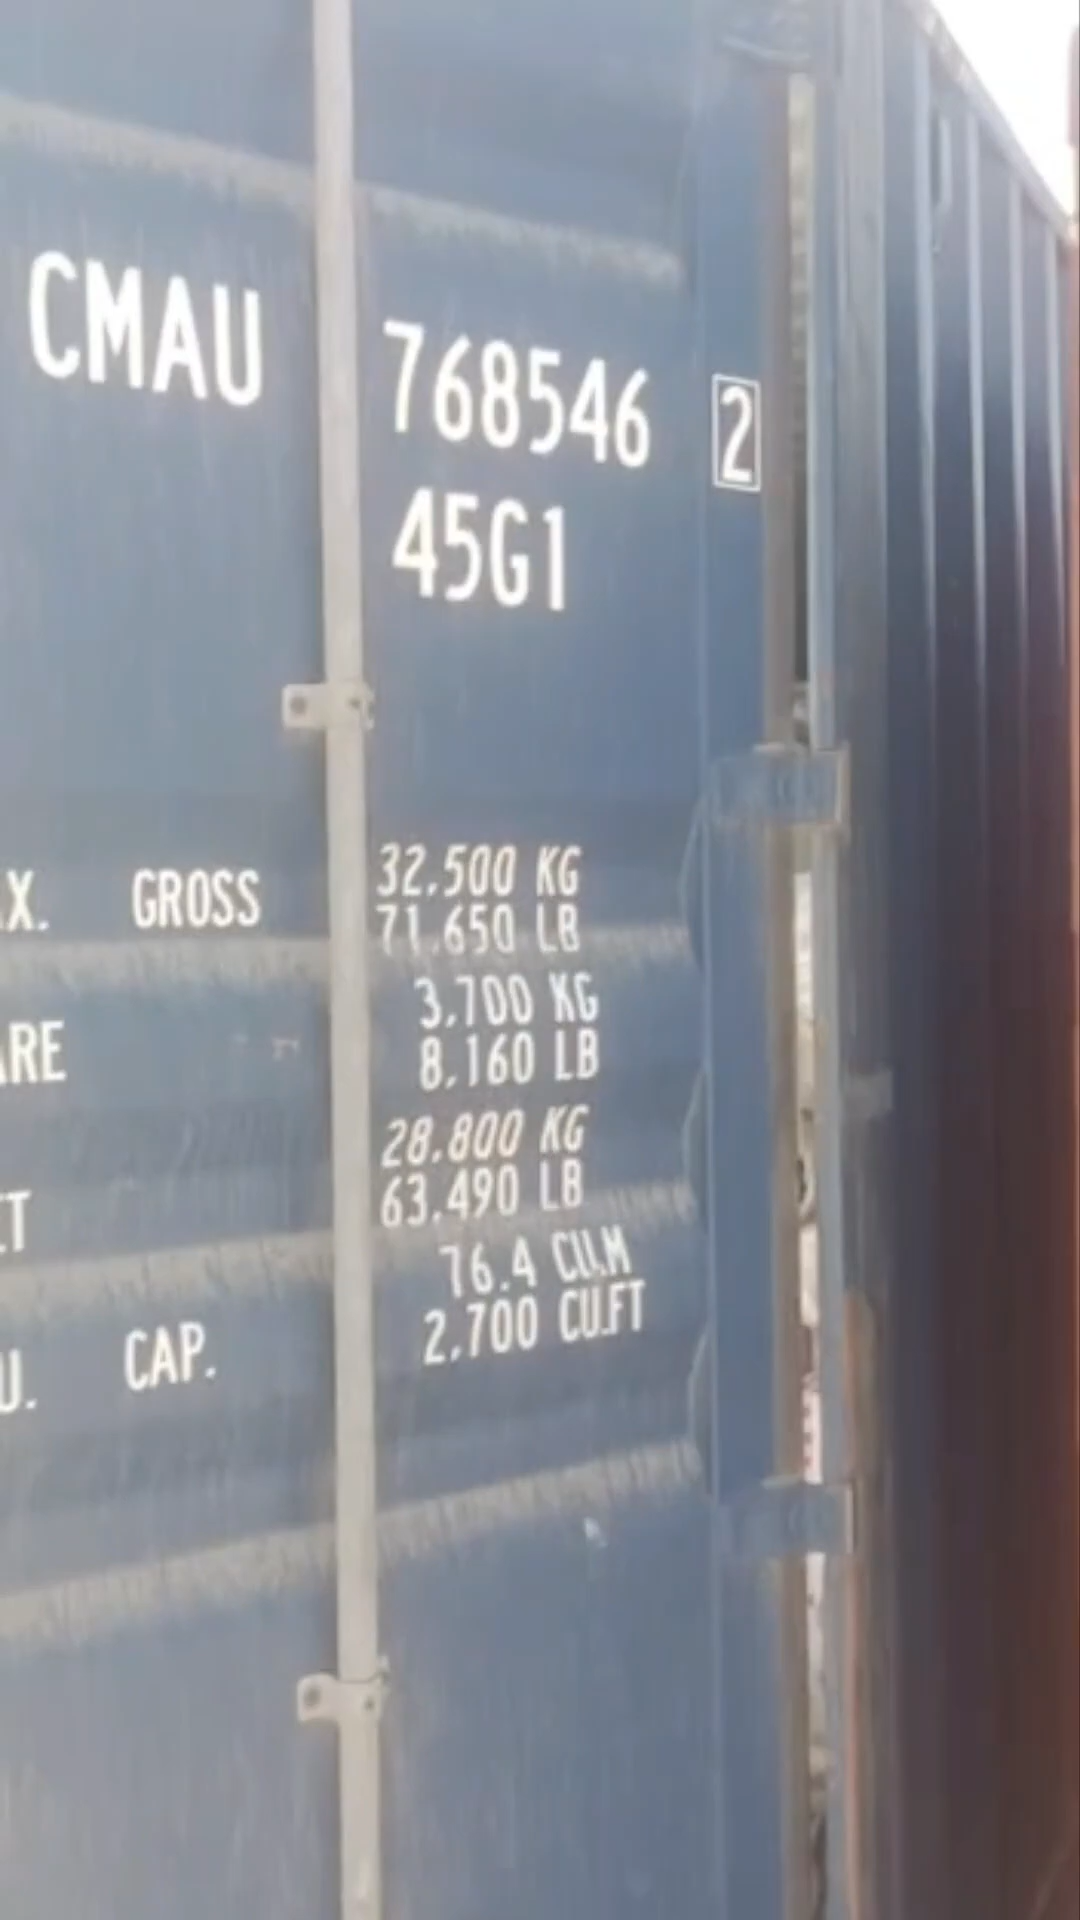 CMAU 768546 2
45G1
X. GROSS 32.500 KG
71.650 LB
ARE 3.700 KG
8.160 LB
ET 28.800 KG
63.490 LB
76.4 CU.M
U. CAP. 2.700 CU.FT